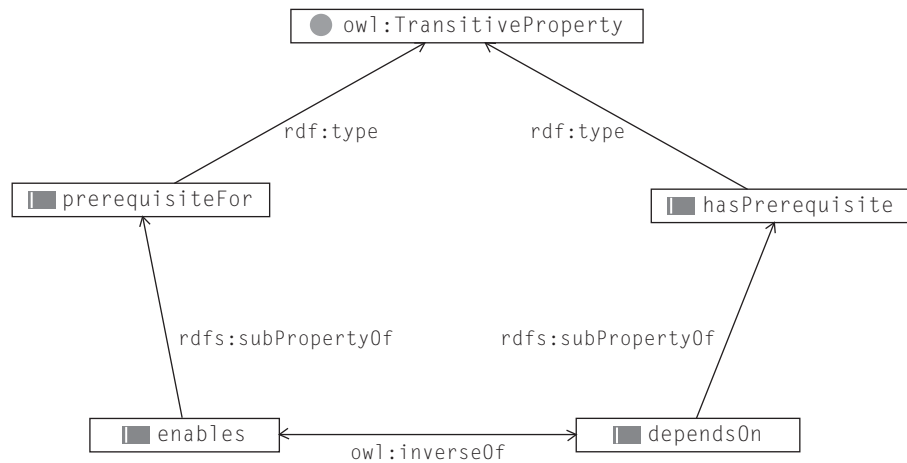 owl:TransitiveProperty
rdf:type
rdf:type
prerequisiteFor
hasPrerequisite
rdfs:subPropertyOf
rdfs:subPropertyOf
enables
dependsOn
owl:inverseOf